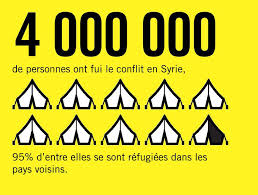 4 000 000
de personnes ont fui le conflit en Syrie,
95% d'entre elles se sont réfugiées dans les
pays voisins.